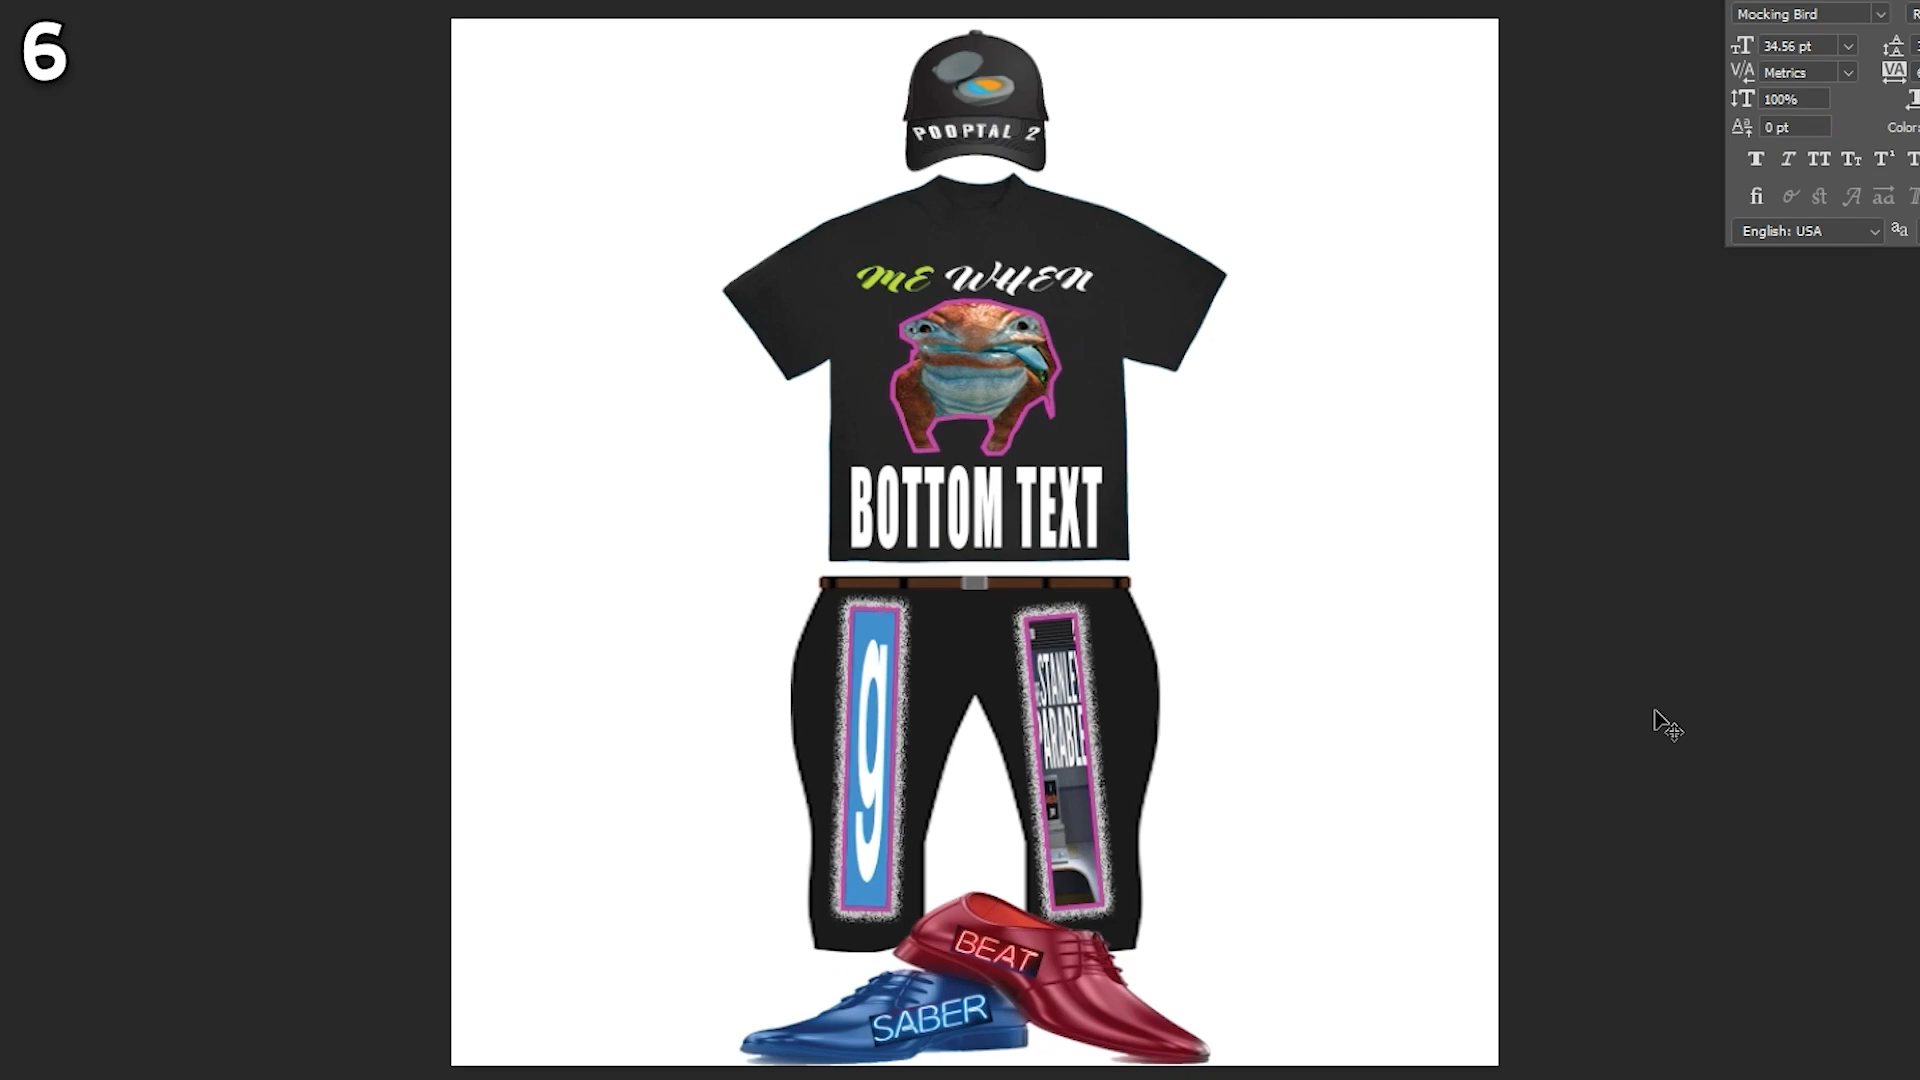 6
Mocking Bird
34.56 pt
Metrics
100%
0 pt
Color:
English: USA
POOPTAL 2
ME WHEN
BOTTOM TEXT
g
STANLEY
PARABLE
BEAT
SABER